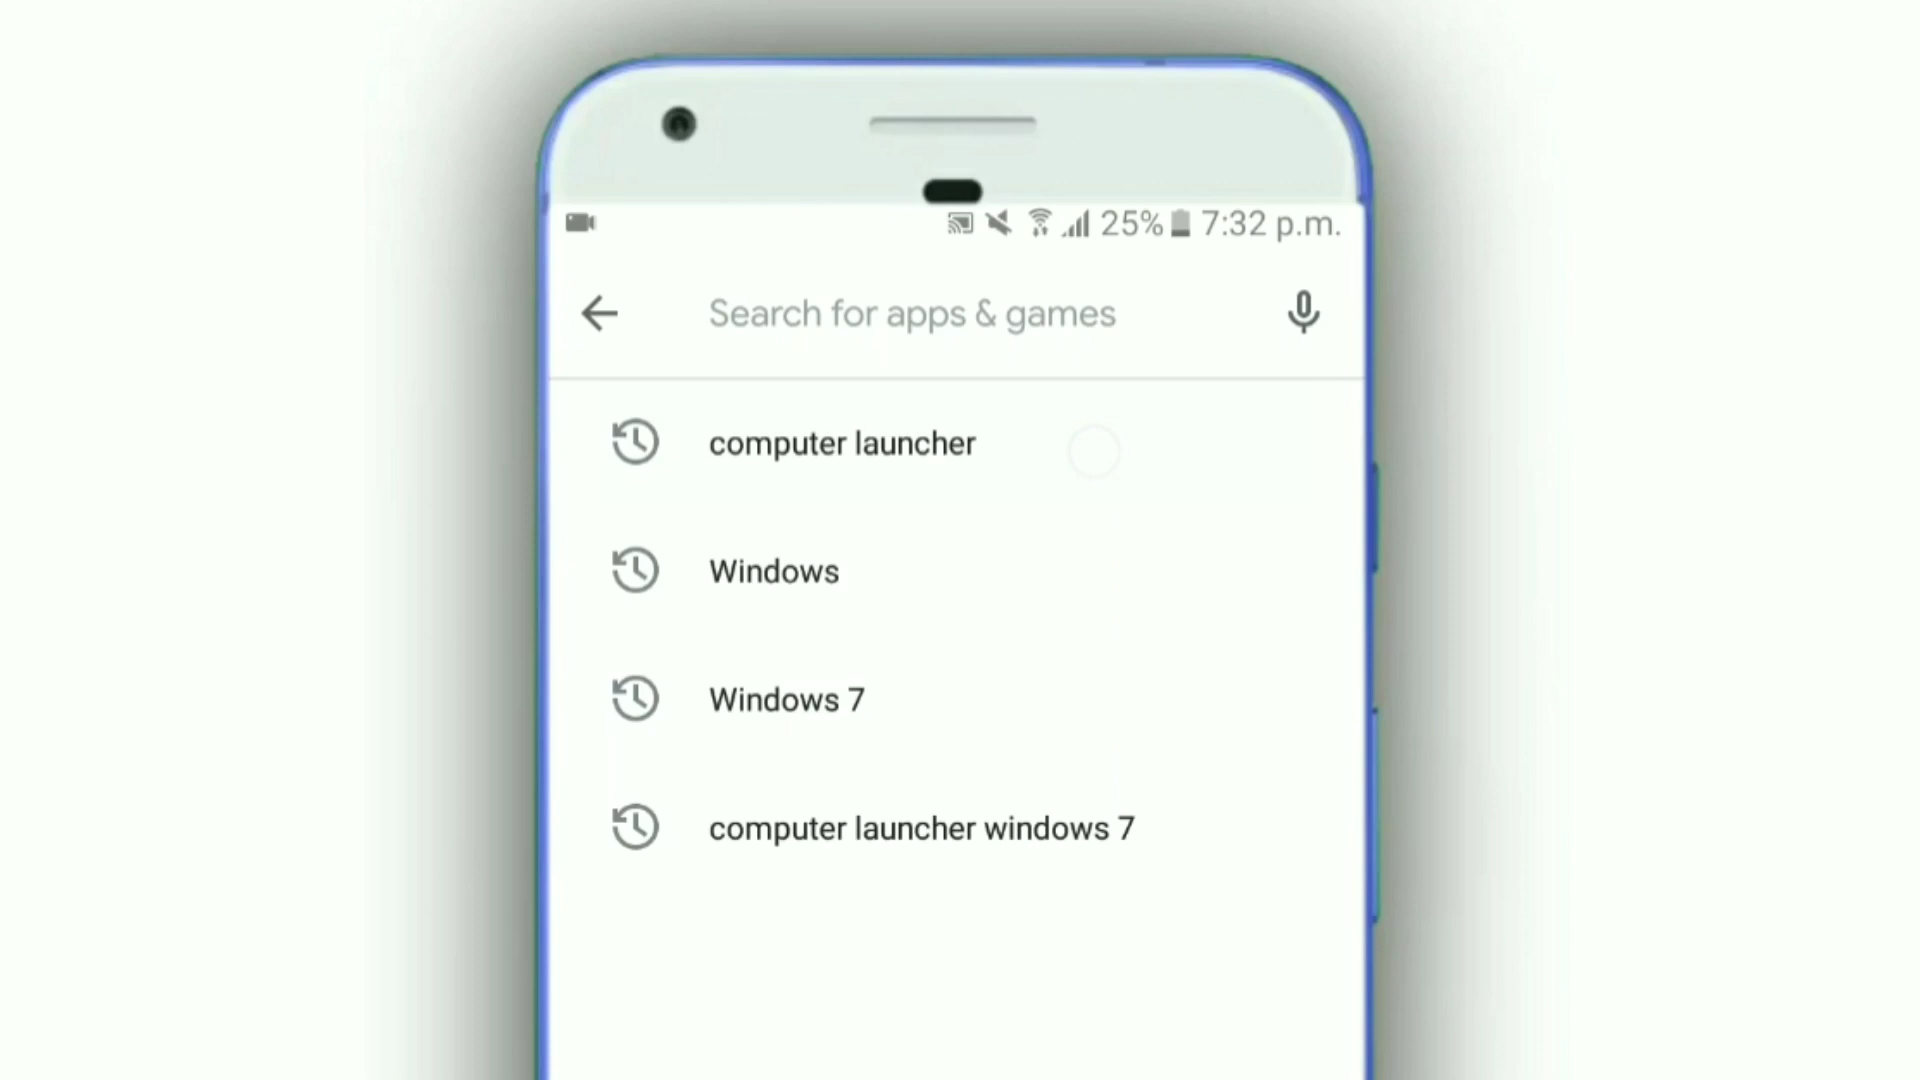 25% 7:32 p.m.
Search for apps & games
computer launcher
Windows
Windows 7
computer launcher windows 7